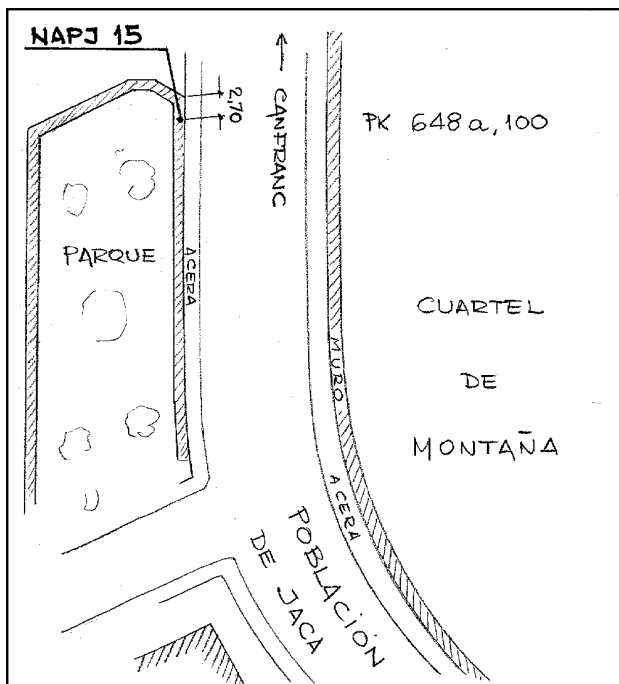 NAPJ 15
2,70
← CANFRANC
PK 648 a, 100
PARQUE
ACERA
CUARTEL
DE
MONTAÑA
MURO
ACERA
POBLACIÓN
DE JACA